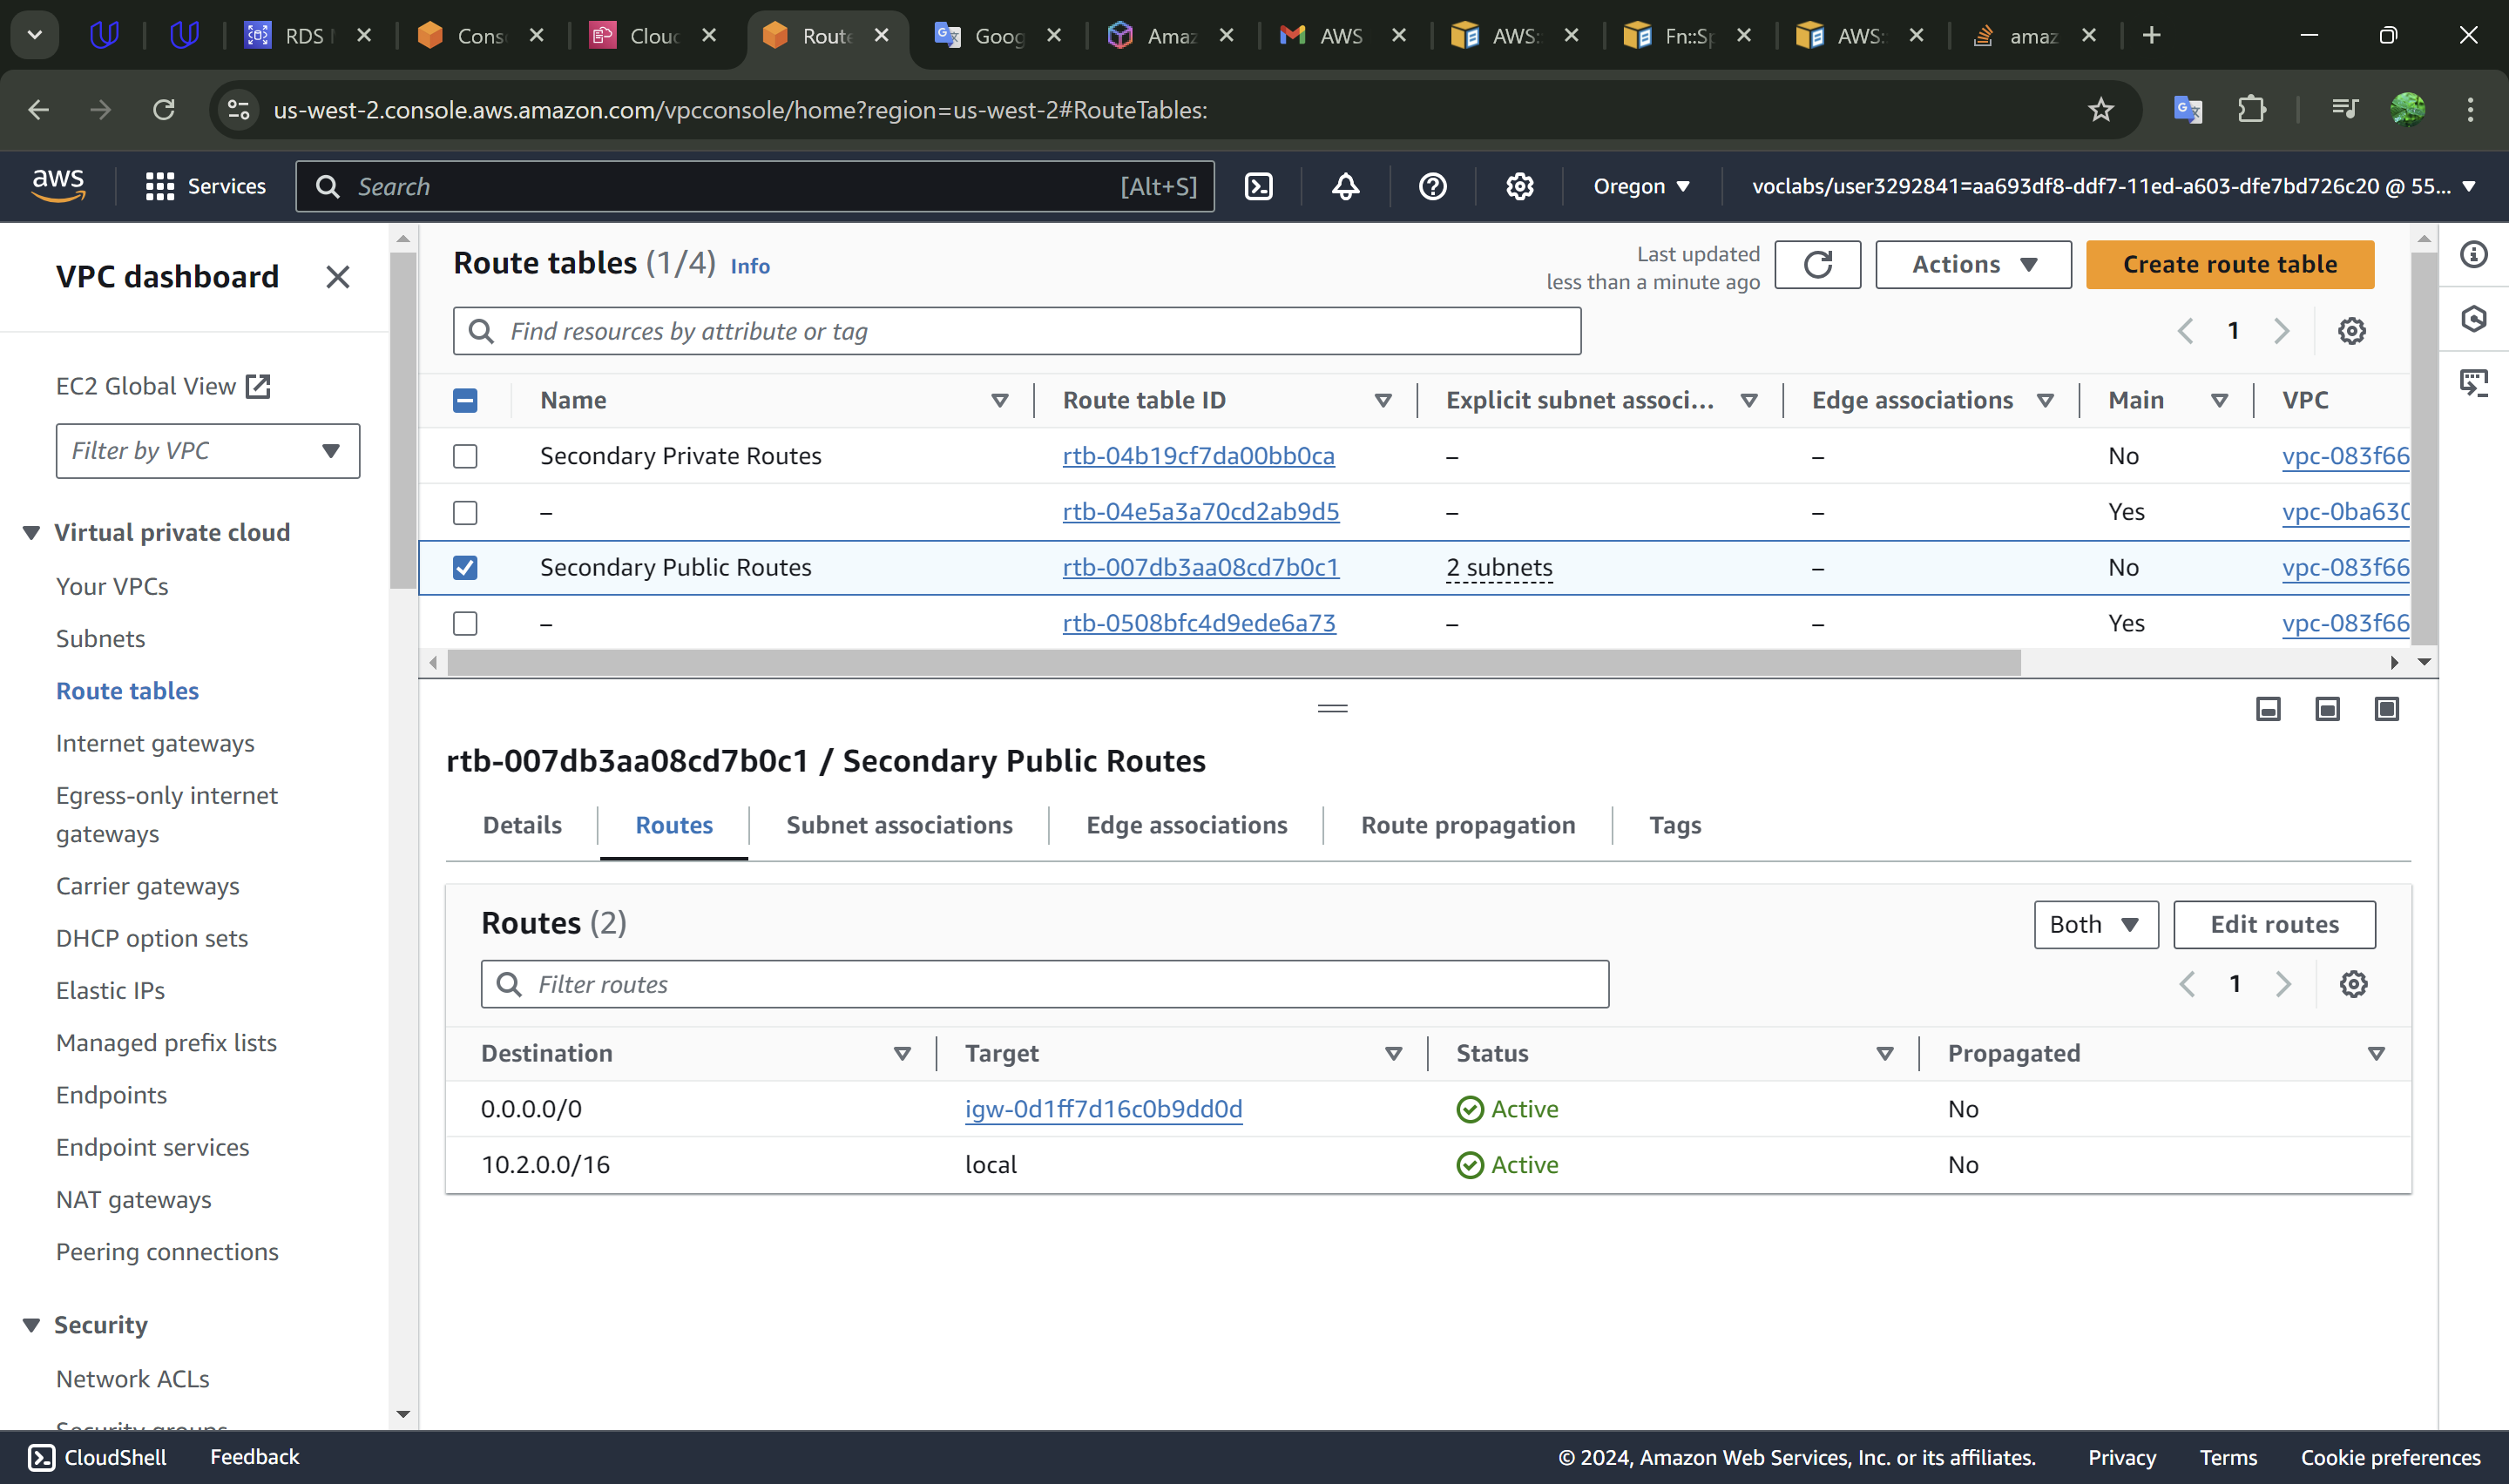 RDS
Cons
Clou
Route
Goog
Amaz
AWS
AWS:
Fn::Sp
AWS:
amaz
us-west-2.console.aws.amazon.com/vpcconsole/home?region=us-west-2#RouteTables:
aws
Services
Search
[Alt+S]
Oregon
voclabs/user3292841=aa693df8-ddf7-11ed-a603-dfe7bd726c20 @ 55...
VPC dashboard
EC2 Global View
Filter by VPC
Virtual private cloud
Your VPCs
Subnets
Route tables
Internet gateways
Egress-only internet
gateways
Carrier gateways
DHCP option sets
Elastic IPs
Managed prefix lists
Endpoints
Endpoint services
NAT gateways
Peering connections
Security
Network ACLs
Security groups
Route tables (1/4) Info
Last updated
less than a minute ago
Actions
Create route table
Find resources by attribute or tag
1
Name Route table ID Explicit subnet associ... Edge associations Main VPC
Secondary Private Routes rtb-04b19cf7da00bb0ca – – No vpc-083f66
– rtb-04e5a3a70cd2ab9d5 – – Yes vpc-0ba630
Secondary Public Routes rtb-007db3aa08cd7b0c1 2 subnets – No vpc-083f66
– rtb-0508bfc4d9ede6a73 – – Yes vpc-083f66
rtb-007db3aa08cd7b0c1 / Secondary Public Routes
Details Routes Subnet associations Edge associations Route propagation Tags
Routes (2)
Both
Edit routes
Filter routes
1
Destination Target Status Propagated
0.0.0.0/0 igw-0d1ff7d16c0b9dd0d Active No
10.2.0.0/16 local Active No
CloudShell Feedback © 2024, Amazon Web Services, Inc. or its affiliates. Privacy Terms Cookie preferences